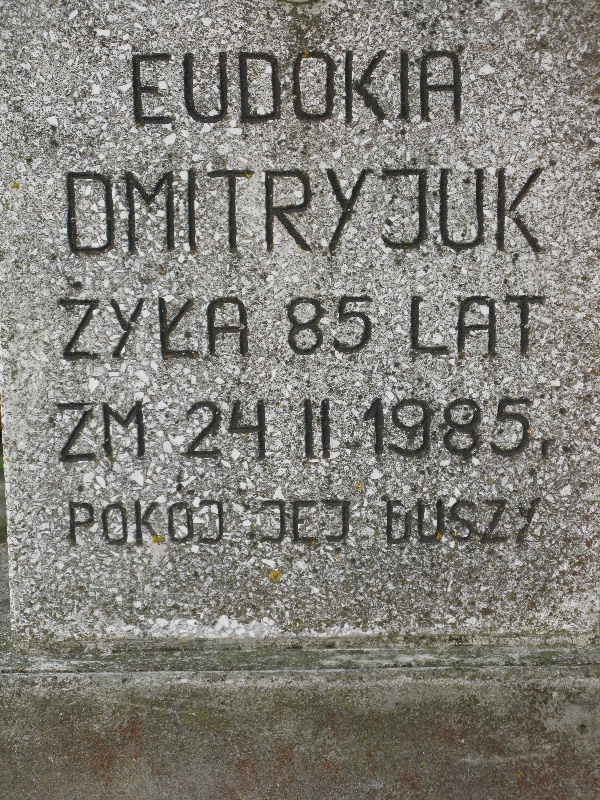 EUDOKIA
DMITRYJUK
ŻYŁA 85 LAT
ZM 24 II 1985.
POKÓJ JEJ DUSZY